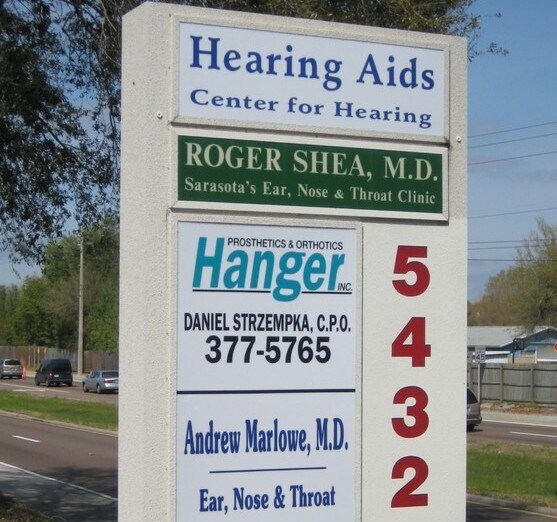 Hearing Aids
Center for Hearing
ROGER SHEA, M.D.
Sarasota's Ear, Nose & Throat Clinic
PROSTHETICS & ORTHOTICS
Hanger INC.
DANIEL STRZEMPKA, C.P.O.
377-5765
Andrew Marlowe, M.D.
Ear, Nose & Throat
5
4
3
2
45